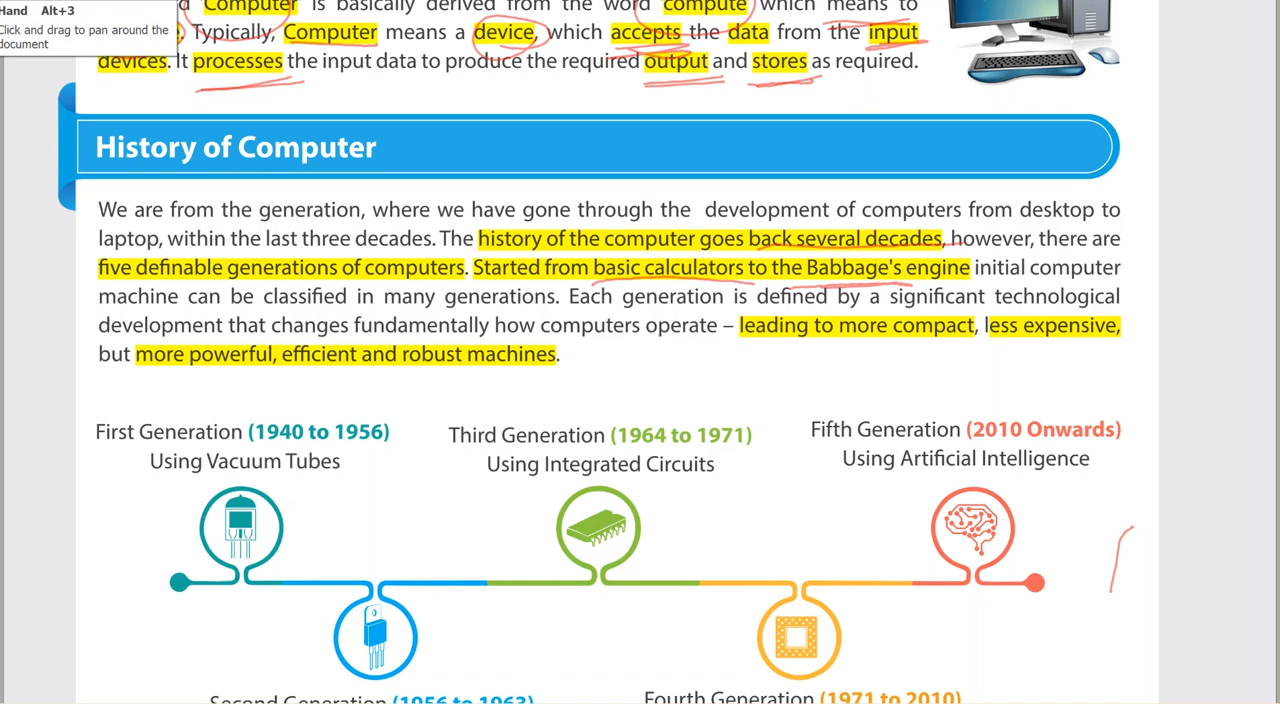 Hand Alt+3
Click and drag to pan around the
document
Computer is basically derived from the word compute which means to
Typically, Computer means a device, which accepts the data from the input
devices. It processes the input data to produce the required output and stores as required.
History of Computer
We are from the generation, where we have gone through the development of computers from desktop to
laptop, within the last three decades. The history of the computer goes back several decades, however, there are
five definable generations of computers. Started from basic calculators to the Babbage's engine initial computer
machine can be classified in many generations. Each generation is defined by a significant technological
development that changes fundamentally how computers operate – leading to more compact, less expensive,
but more powerful, efficient and robust machines.
First Generation (1940 to 1956)
Using Vacuum Tubes
Third Generation (1964 to 1971)
Using Integrated Circuits
Fifth Generation (2010 Onwards)
Using Artificial Intelligence
Second Generation (1956 to 1963)
Fourth Generation (1971 to 2010)